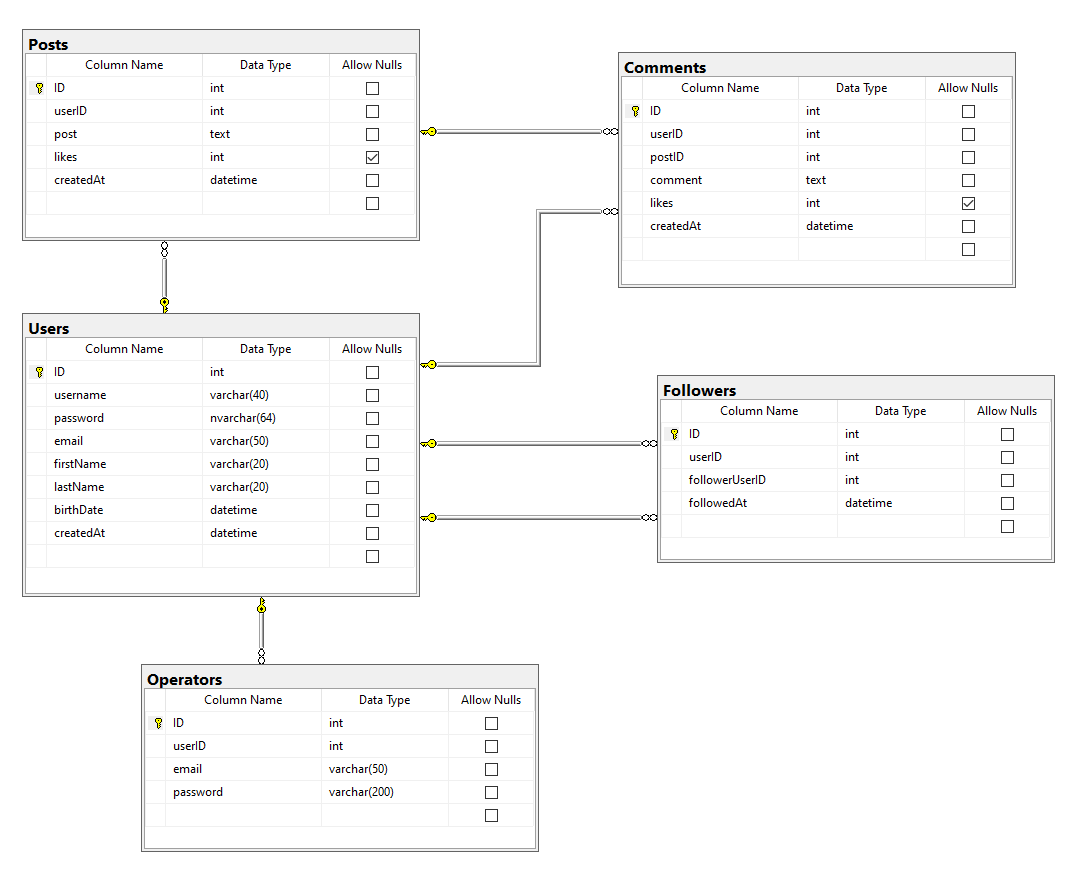 Posts
Column Name Data Type Allow Nulls
ID int
userID int
post text
likes int
createdAt datetime
Comments
Column Name Data Type Allow Nulls
ID int
userID int
postID int
comment text
likes int
createdAt datetime
Users
Column Name Data Type Allow Nulls
ID int
username varchar(40)
password nvarchar(64)
email varchar(50)
firstName varchar(20)
lastName varchar(20)
birthDate datetime
createdAt datetime
Followers
Column Name Data Type Allow Nulls
ID int
userID int
followerUserID int
followedAt datetime
Operators
Column Name Data Type Allow Nulls
ID int
userID int
email varchar(50)
password varchar(200)